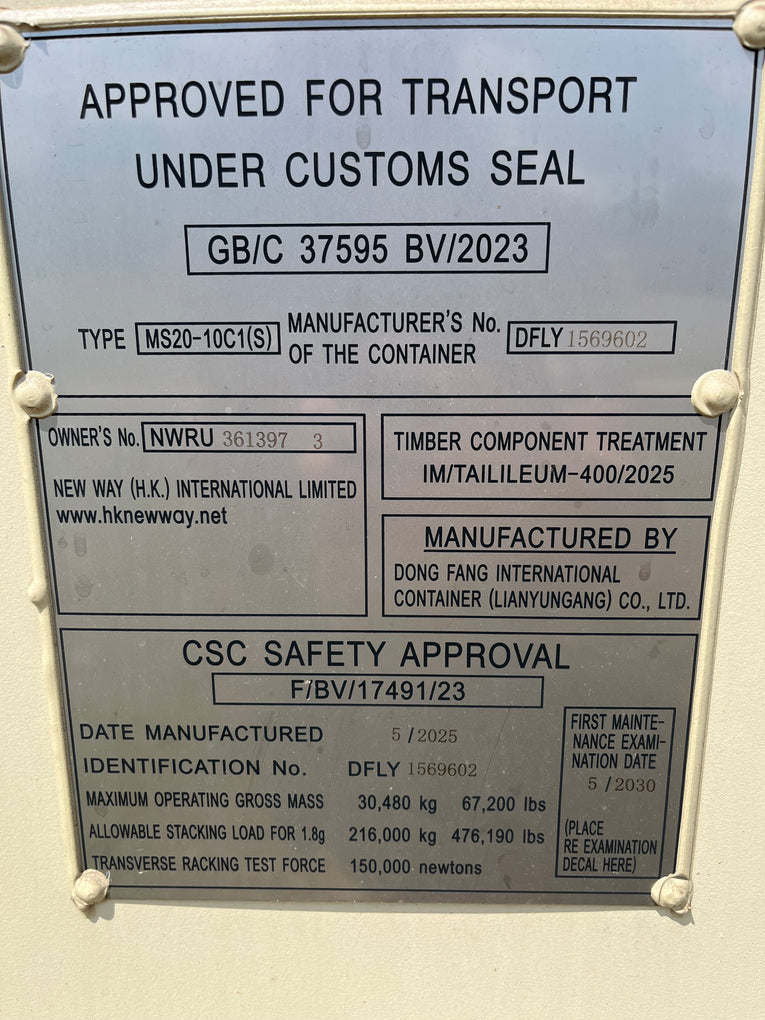 APPROVED FOR TRANSPORT
UNDER CUSTOMS SEAL
GB/C 37595 BV/2023
TYPE MS20-10C1(S) MANUFACTURER'S No. OF THE CONTAINER DFLY 1569602
OWNER'S No. NWRU 361397 3
NEW WAY (H.K.) INTERNATIONAL LIMITED
www.hknewway.net
TIMBER COMPONENT TREATMENT
IM/TAILILEUM-400/2025
MANUFACTURED BY
DONG FANG INTERNATIONAL
CONTAINER (LIANYUNGANG) CO., LTD.
CSC SAFETY APPROVAL
F/BV/17491/23
DATE MANUFACTURED 5/2025
IDENTIFICATION No. DFLY 1569602
MAXIMUM OPERATING GROSS MASS 30,480 kg 67,200 lbs
ALLOWABLE STACKING LOAD FOR 1.8g 216,000 kg 476,190 lbs
TRANSVERSE RACKING TEST FORCE 150,000 newtons
FIRST MAINTE-
NANCE EXAMI-
NATION DATE
5/2030
(PLACE
RE EXAMINATION
DECAL HERE)